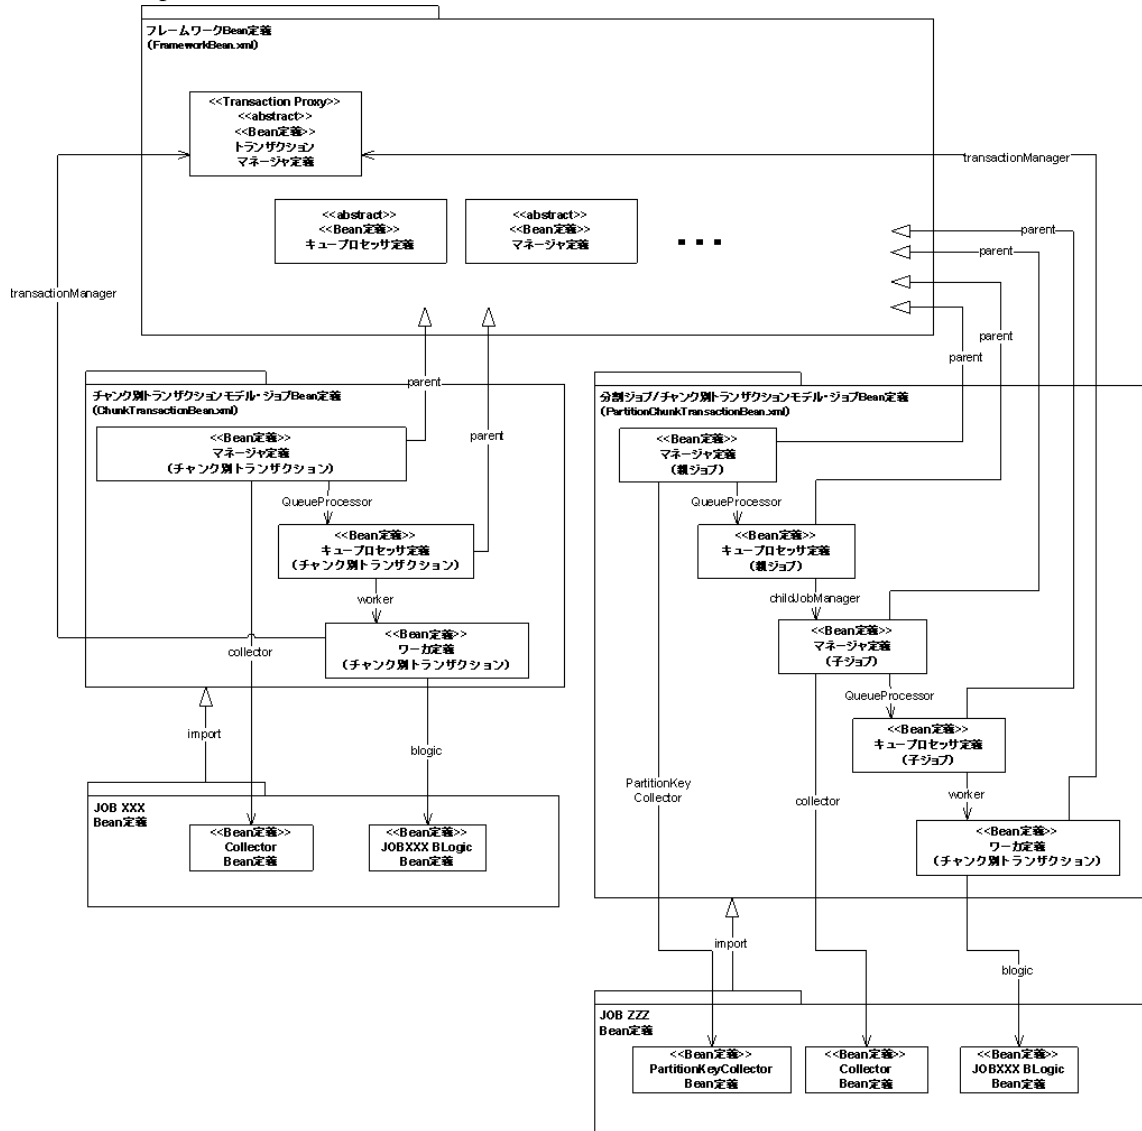 フレームワークBean定義
(FrameworkBean.xml)
<<Transaction Proxy>>
<<abstract>>
<<Bean定義>>
トランザクション
マネージャ定義
transactionManager
<<abstract>>
<<Bean定義>>
キュープロセッサ定義
<<abstract>>
<<Bean定義>>
マネージャ定義
...
parent
parent
transactionManager
parent
parent
parent
parent
チャンク別トランザクションモデル・ジョブBean定義
(ChunkTransactionBean.xml)
<<Bean定義>>
マネージャ定義
(チャンク別トランザクション)
QueueProcessor
<<Bean定義>>
キュープロセッサ定義
(チャンク別トランザクション)
worker
<<Bean定義>>
ワーカ定義
(チャンク別トランザクション)
collector
import
blogic
JOB XXX
Bean定義
<<Bean定義>>
Collector
Bean定義
<<Bean定義>>
JOBXXX BLogic
Bean定義
分割ジョブ/チャンク別トランザクションモデル・ジョブBean定義
(PartitionChunkTransactionBean.xml)
<<Bean定義>>
マネージャ定義
(親ジョブ)
QueueProcessor
<<Bean定義>>
キュープロセッサ定義
(親ジョブ)
childJobManager
<<Bean定義>>
マネージャ定義
(子ジョブ)
QueueProcessor
<<Bean定義>>
キュープロセッサ定義
(子ジョブ)
PartitionKey
Collector
collector
worker
<<Bean定義>>
ワーカ定義
(チャンク別トランザクション)
import
blogic
JOB ZZZ
Bean定義
<<Bean定義>>
PartitionKeyCollector
Bean定義
<<Bean定義>>
Collector
Bean定義
<<Bean定義>>
JOBXXX BLogic
Bean定義